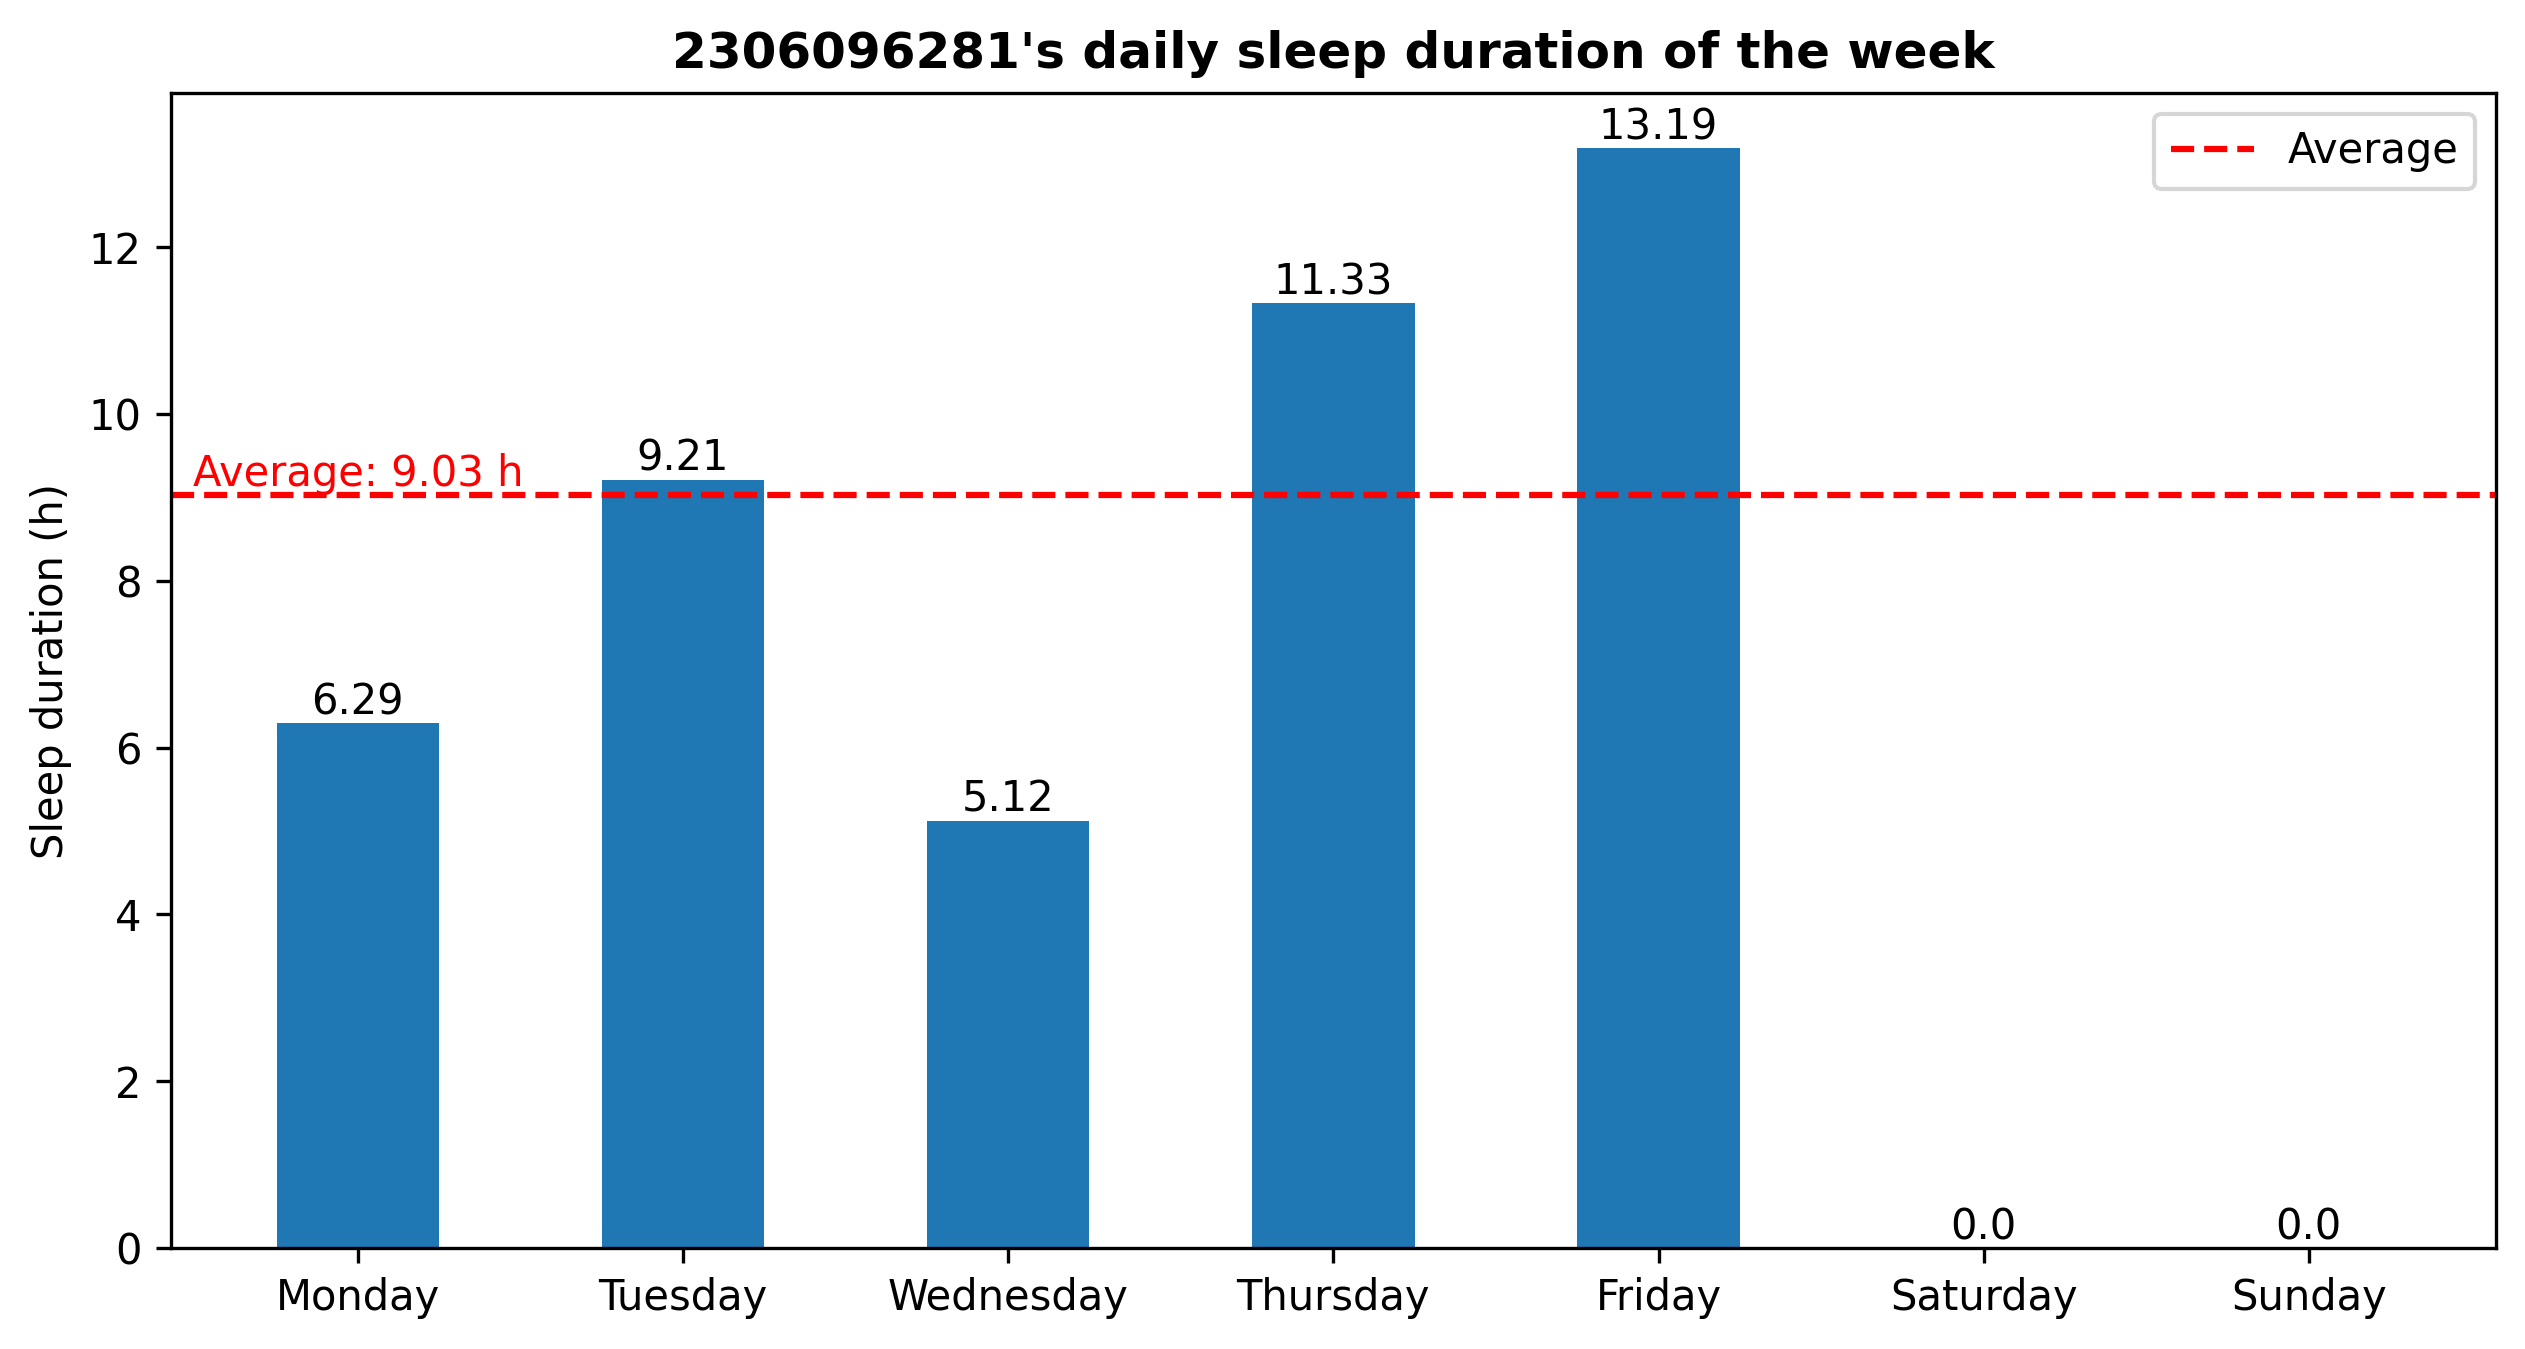 2306096281's daily sleep duration of the week
Average
13.19
12
11.33
10
Average: 9.03 h
9.21
8
6.29
6
5.12
4
2
0
0.0
0.0
Sleep duration (h)
Monday
Tuesday
Wednesday
Thursday
Friday
Saturday
Sunday